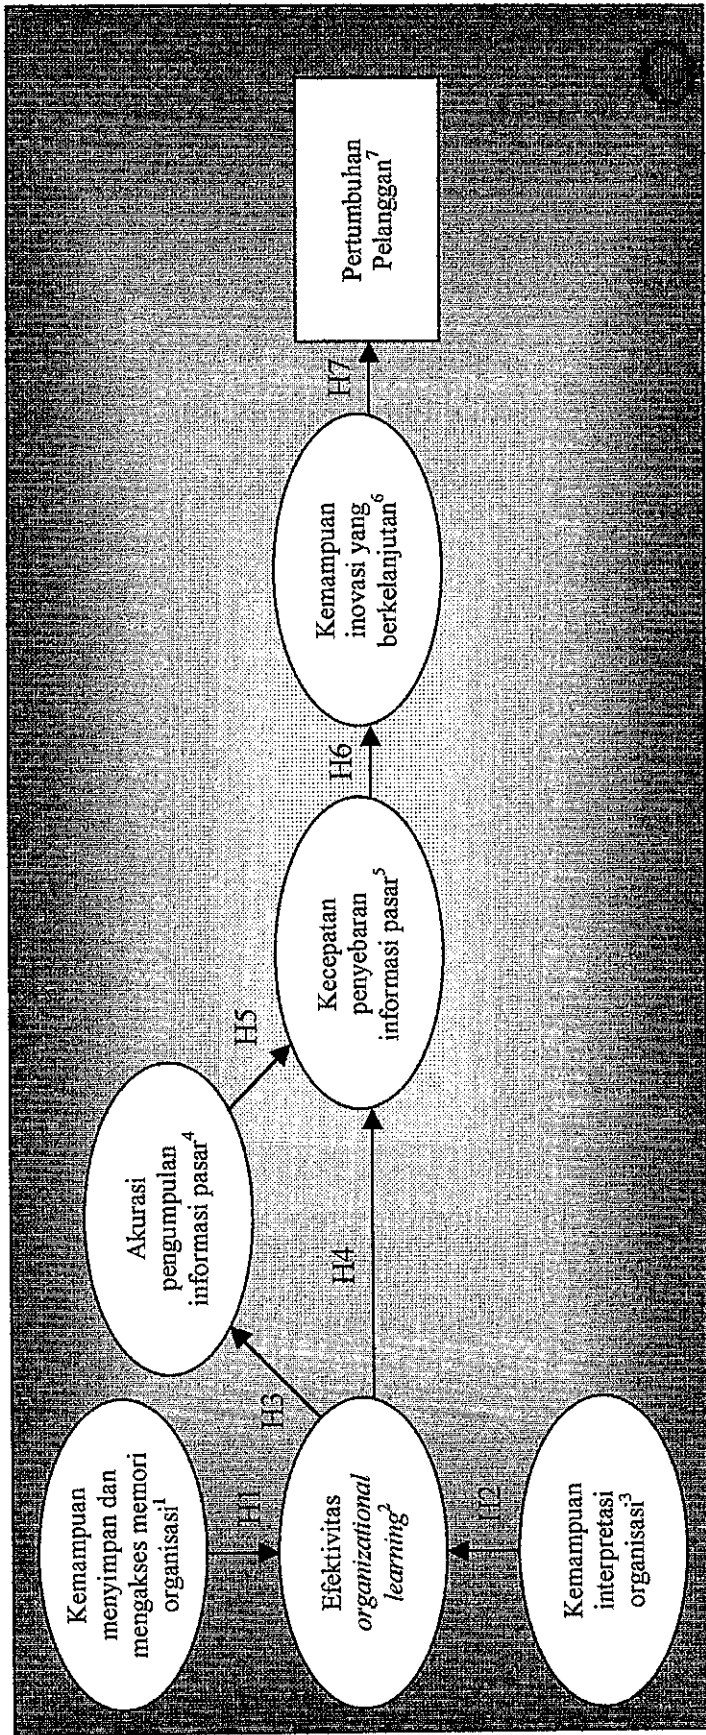 Kemampuan
menyimpan dan
mengakses memori
organisasi¹
H1
Efektivitas
organizational
learning²
H2
Kemampuan
interpretasi
organisasi³
H3
Akurasi
pengumpulan
informasi pasar⁴
H4
H5
Kecepatan
penyebaran
informasi pasar⁵
H6
Kemampuan
inovasi yang
berkelanjutan⁶
H7
Pertumbuhan
Pelanggan⁷